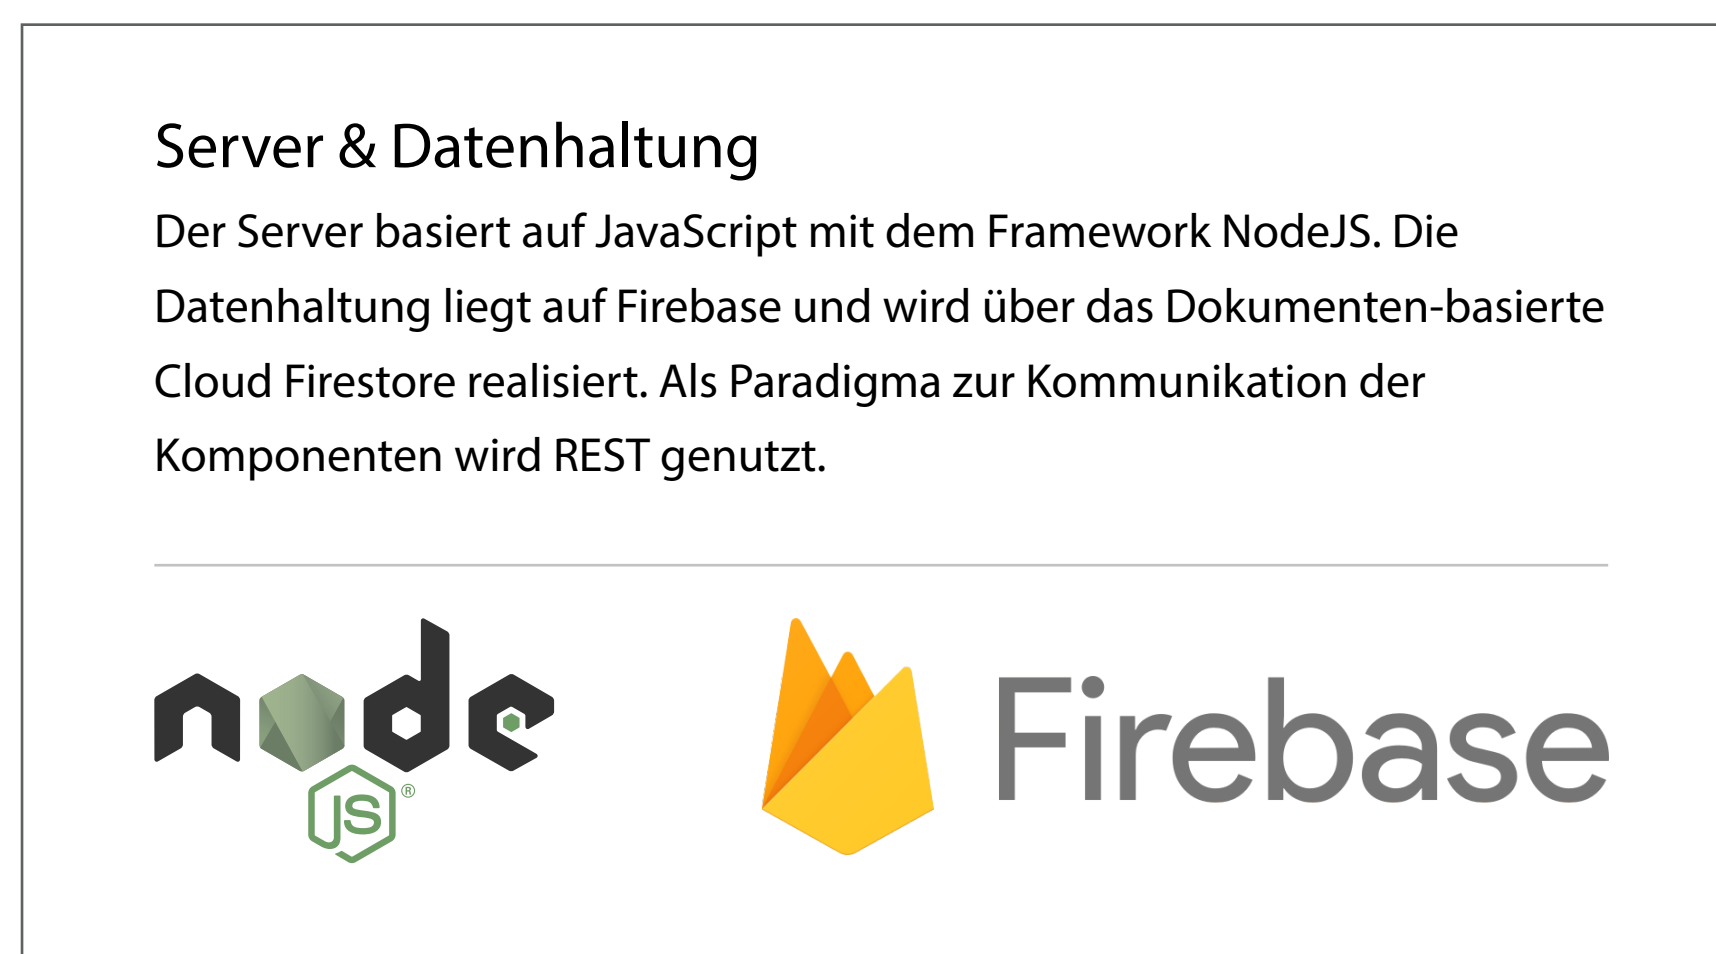 Server & Datenhaltung
Der Server basiert auf JavaScript mit dem Framework NodeJS. Die
Datenhaltung liegt auf Firebase und wird über das Dokumenten-basierte
Cloud Firestore realisiert. Als Paradigma zur Kommunikation der
Komponenten wird REST genutzt.
node
JS®
Firebase